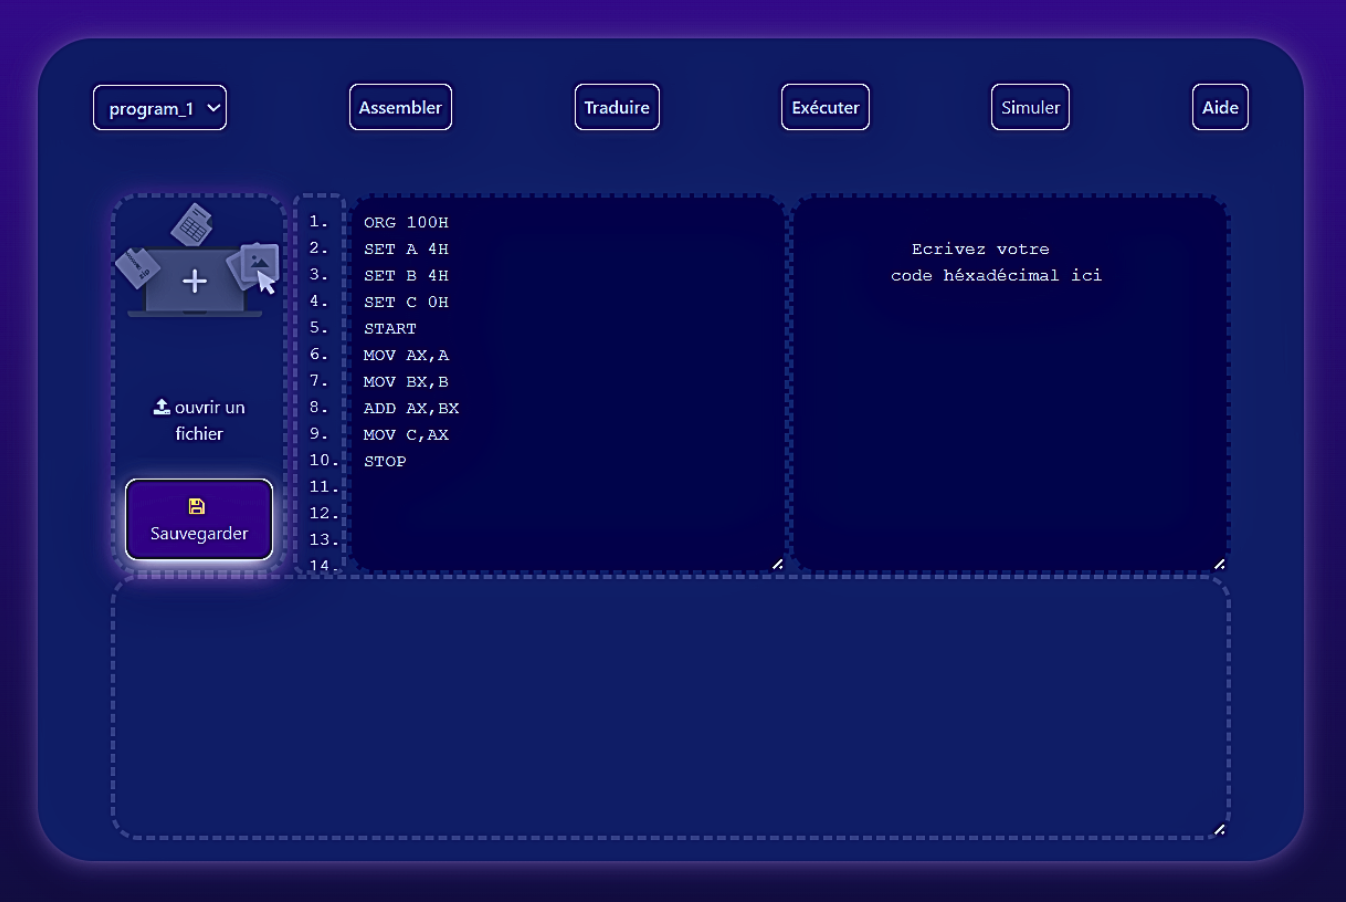 program_1
Assembler
Traduire
Exécuter
Simuler
Aide
zip
ouvrir un
fichier
Sauvegarder
1. ORG 100H
2. SET A 4H
3. SET B 4H
4. SET C 0H
5. START
6. MOV AX,A
7. MOV BX,B
8. ADD AX,BX
9. MOV C,AX
10. STOP
11.
12.
13.
14.
Ecrivez votre
code héxadécimal ici